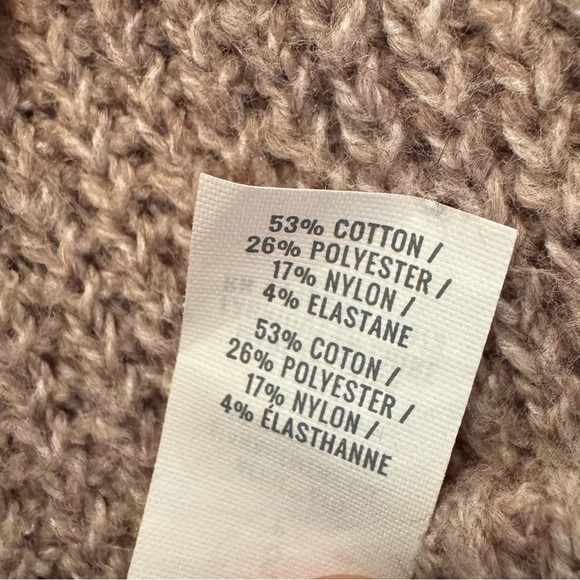 53% COTTON /
26% POLYESTER /
17% NYLON /
4% ELASTANE
53% COTON /
26% POLYESTER /
17% NYLON /
4% ÉLASTHANNE